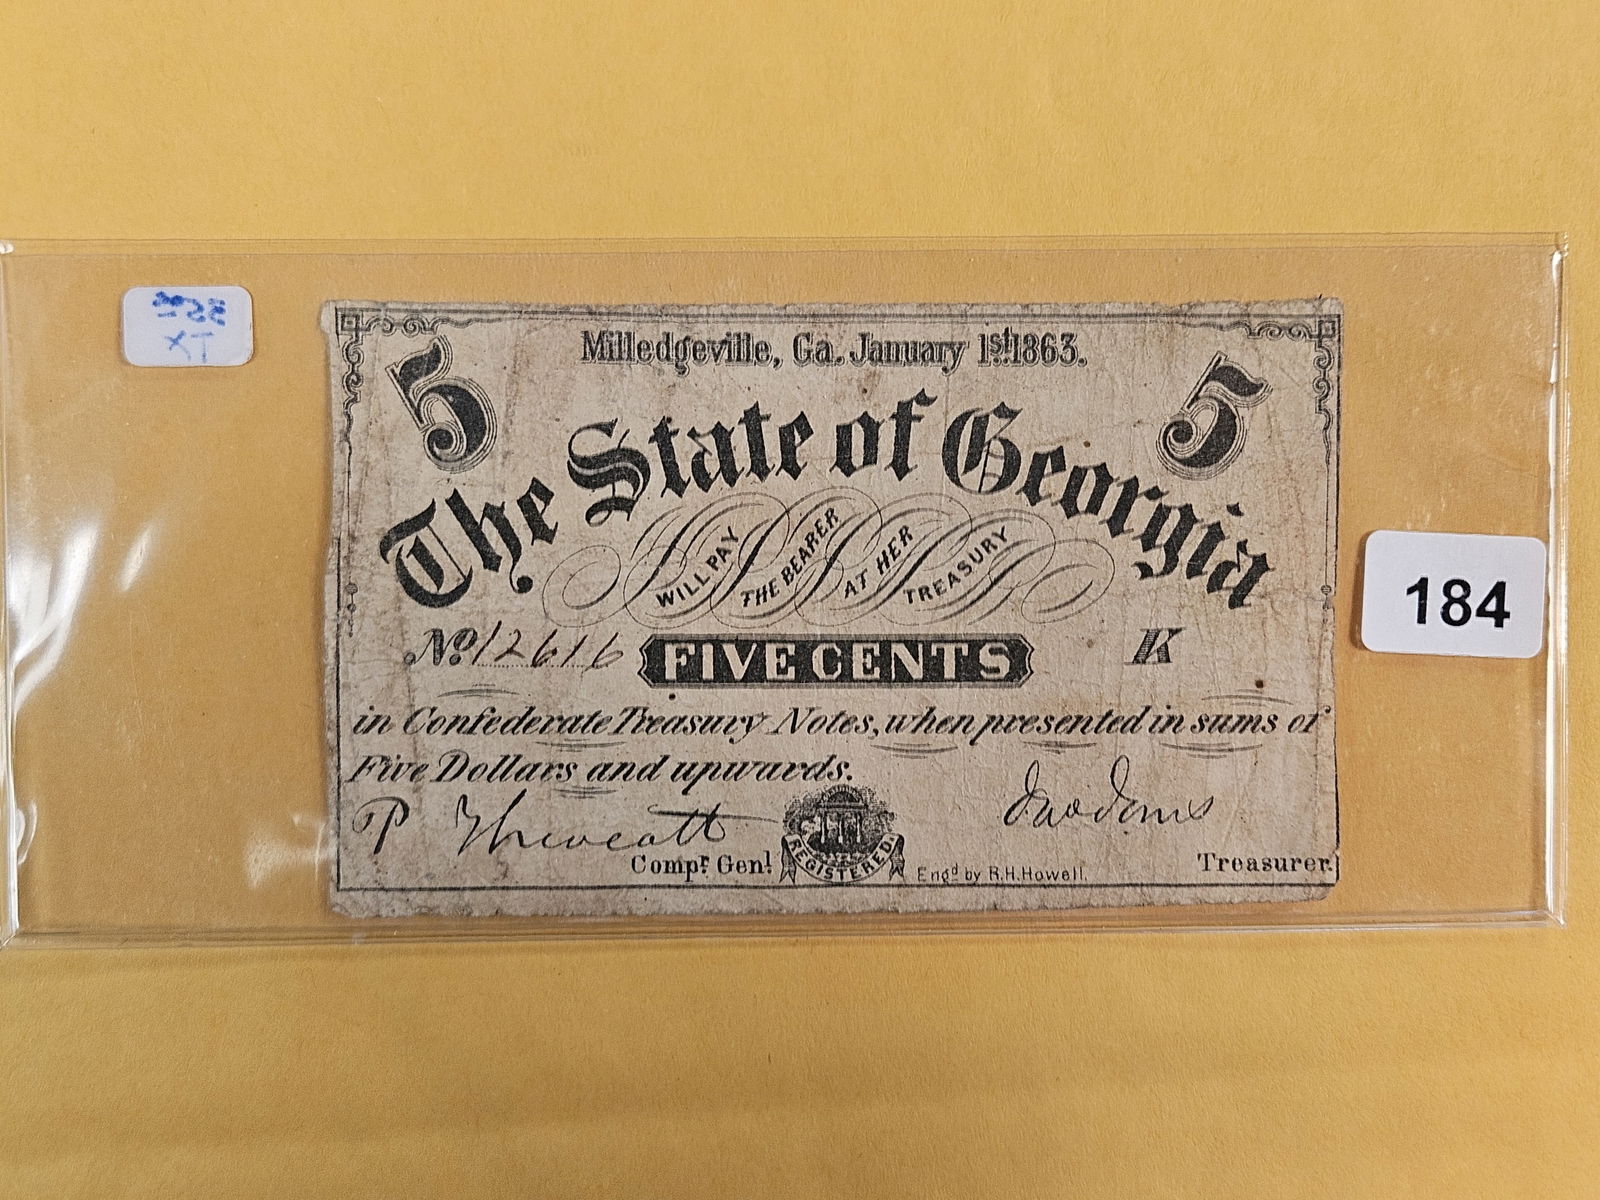 Milledgeville, Ga. January 1st. 1863.
5 5
The State of Georgia
WILL PAY THE BEARER AT HER TREASURY
No. 12616 FIVE CENTS K
in Confederate Treasury Notes, when presented in sums of
Five Dollars and upwards.
P
Compr. Genl. REGISTERED. Engd by R.H. Howell. Treasurer.
184